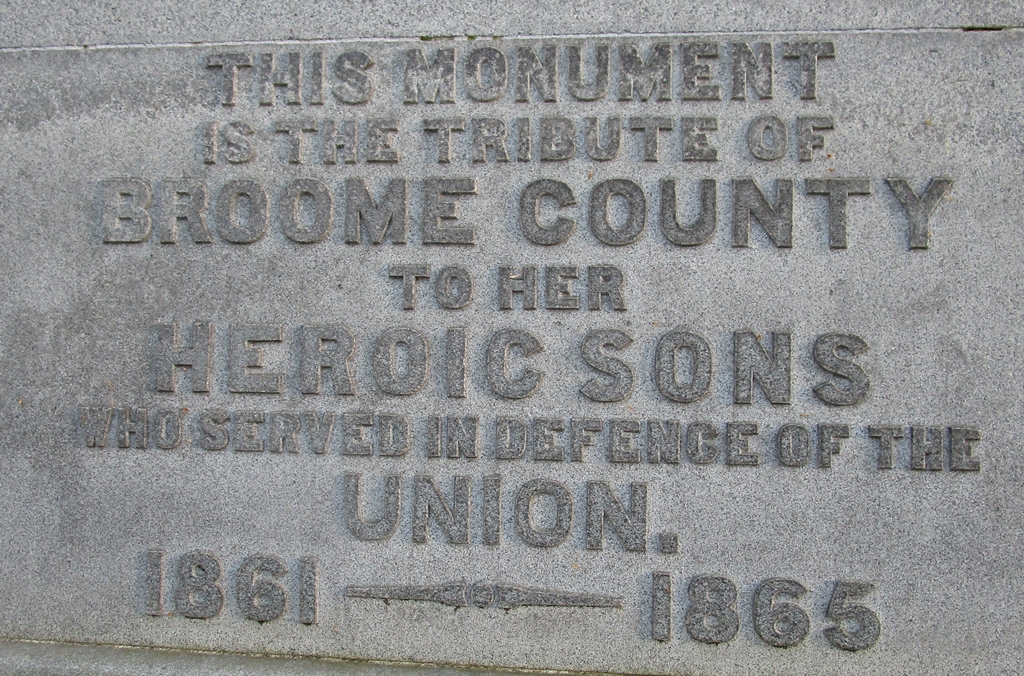 THIS MONUMENT
IS THE TRIBUTE OF
BROOME COUNTY
TO HER
HEROIC SONS
WHO SERVED IN DEFENCE OF THE
UNION.
1861 — 1865